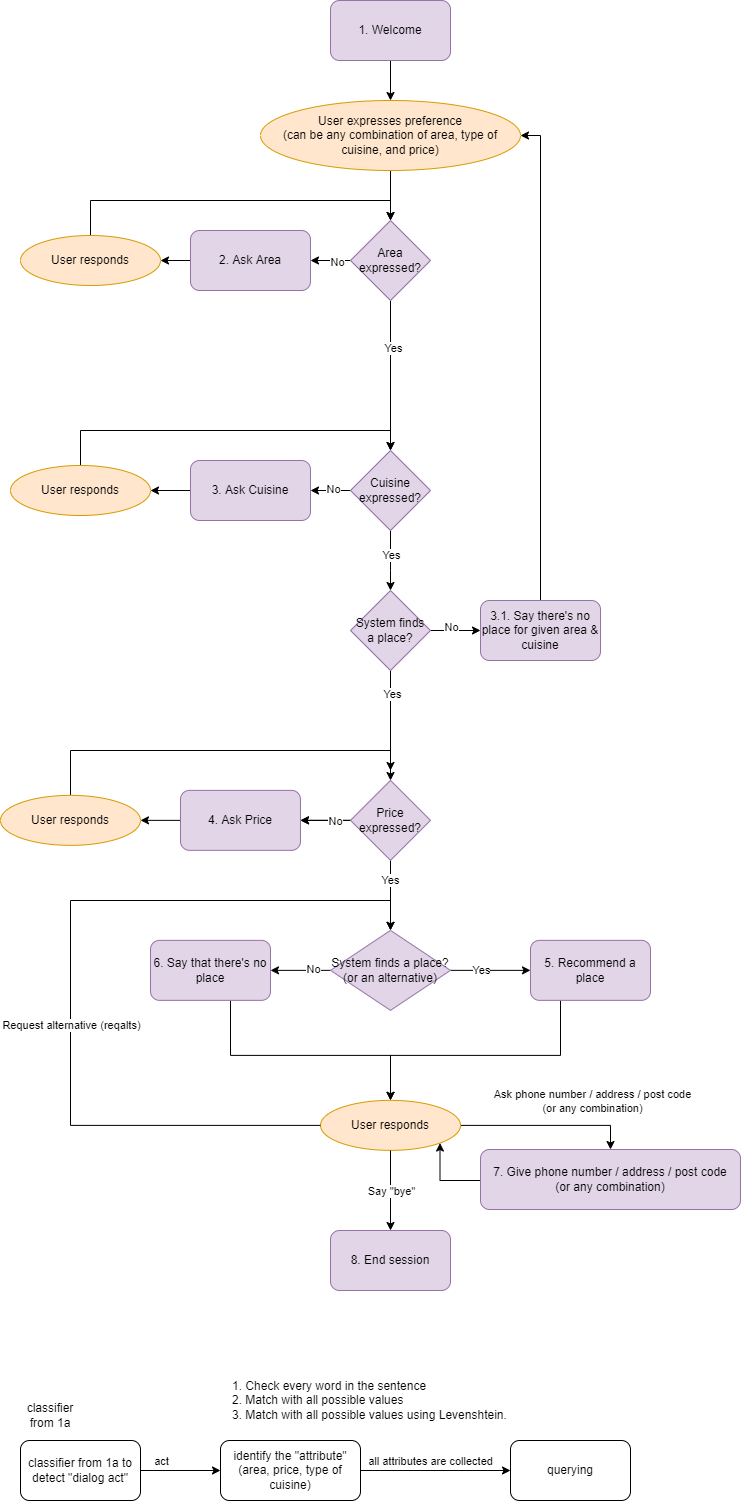 1. Welcome
User expresses preference
(can be any combination of area, type of
cuisine, and price)
User responds
2. Ask Area
No
Area
expressed?
Yes
User responds
3. Ask Cuisine
No
Cuisine
expressed?
Yes
System finds
a place?
No
3.1. Say there's no
place for given area &
cuisine
Yes
User responds
4. Ask Price
No
Price
expressed?
Yes
6. Say that there's no
place
No
System finds a place?
(or an alternative)
Yes
5. Recommend a
place
Request alternative (reqalts)
Ask phone number / address / post code
(or any combination)
User responds
7. Give phone number / address / post code
(or any combination)
Say "bye"
8. End session
1. Check every word in the sentence
2. Match with all possible values
3. Match with all possible values using Levenshtein.
classifier
from 1a
classifier from 1a to
detect "dialog act"
act
identify the "attribute"
(area, price, type of
cuisine)
all attributes are collected
querying